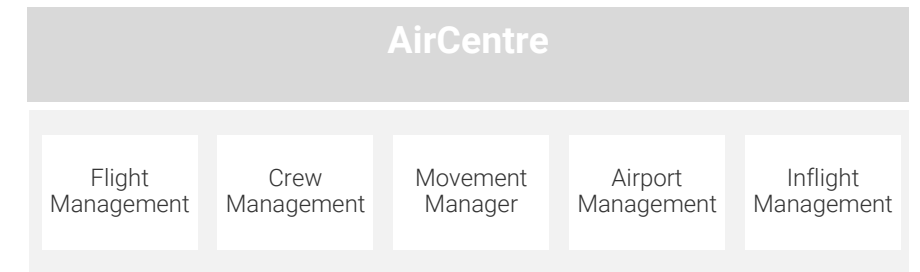 AirCentre
Flight
Management
Crew
Management
Movement
Manager
Airport
Management
Inflight
Management